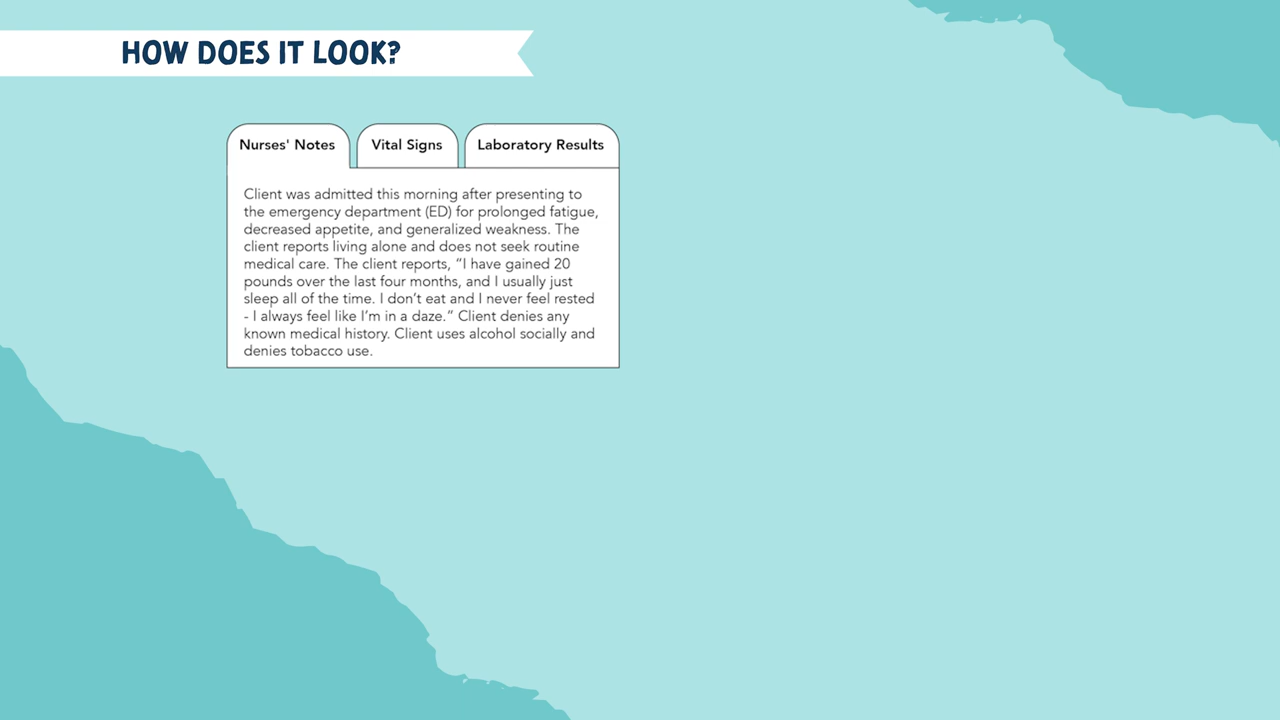 HOW DOES IT LOOK?
Nurses' Notes
Vital Signs
Laboratory Results
Client was admitted this morning after presenting to
the emergency department (ED) for prolonged fatigue,
decreased appetite, and generalized weakness. The
client reports living alone and does not seek routine
medical care. The client reports, “I have gained 20
pounds over the last four months, and I usually just
sleep all of the time. I don’t eat and I never feel rested
- I always feel like I’m in a daze.” Client denies any
known medical history. Client uses alcohol socially and
denies tobacco use.